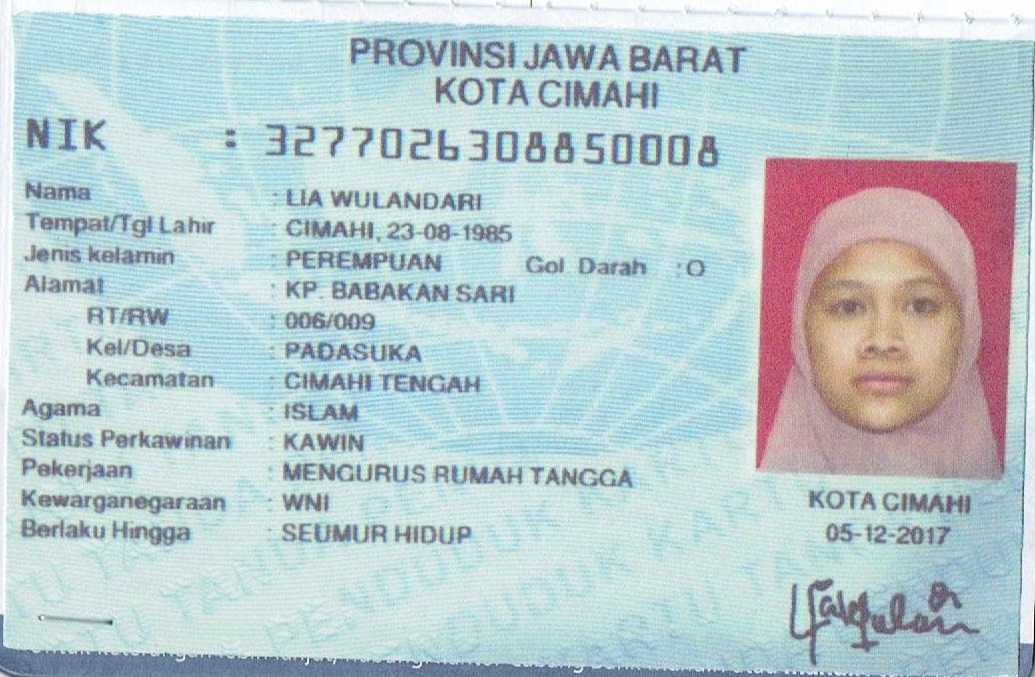 PROVINSI JAWA BARAT
KOTA CIMAHI
NIK : 3277026308850008
Nama : LIA WULANDARI
Tempat/Tgl Lahir : CIMAHI, 23-08-1985
Jenis kelamin : PEREMPUAN Gol Darah : O
Alamat : KP. BABAKAN SARI
RT/RW : 006/009
Kel/Desa : PADASUKA
Kecamatan : CIMAHI TENGAH
Agama : ISLAM
Status Perkawinan : KAWIN
Pekerjaan : MENGURUS RUMAH TANGGA
Kewarganegaraan : WNI
Berlaku Hingga : SEUMUR HIDUP
KOTA CIMAHI
05-12-2017